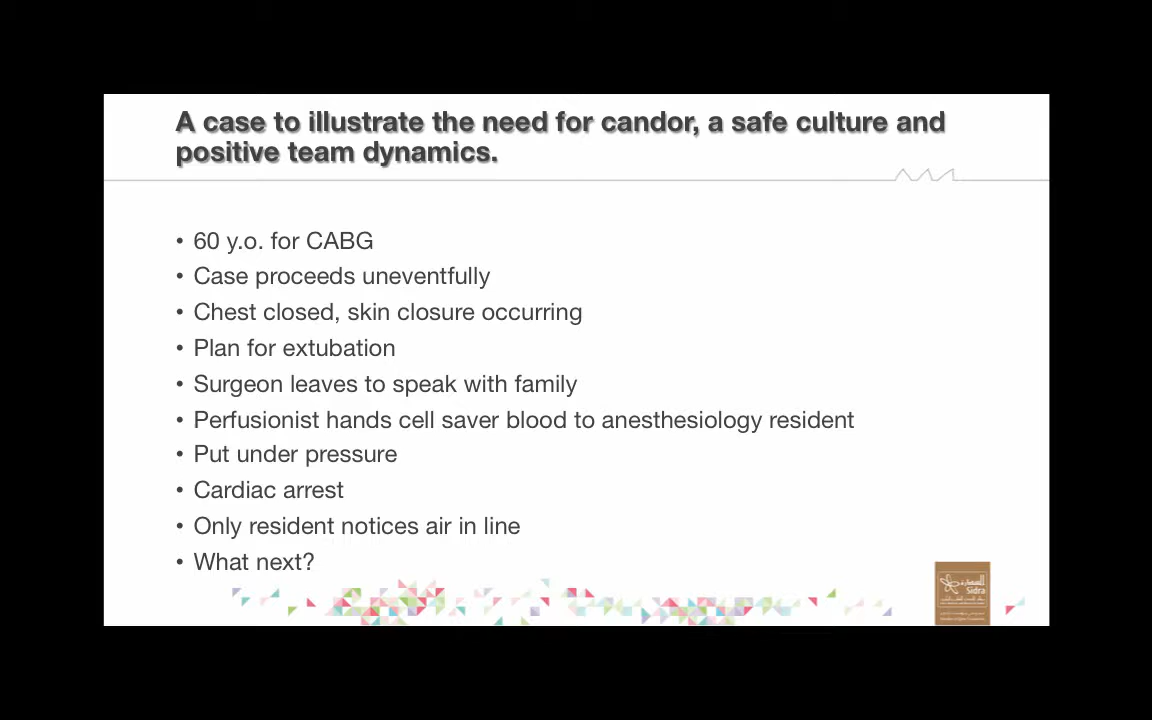 A case to illustrate the need for candor, a safe culture and
positive team dynamics.
• 60 y.o. for CABG
• Case proceeds uneventfully
• Chest closed, skin closure occurring
• Plan for extubation
• Surgeon leaves to speak with family
• Perfusionist hands cell saver blood to anesthesiology resident
• Put under pressure
• Cardiac arrest
• Only resident notices air in line
• What next?
Sidra